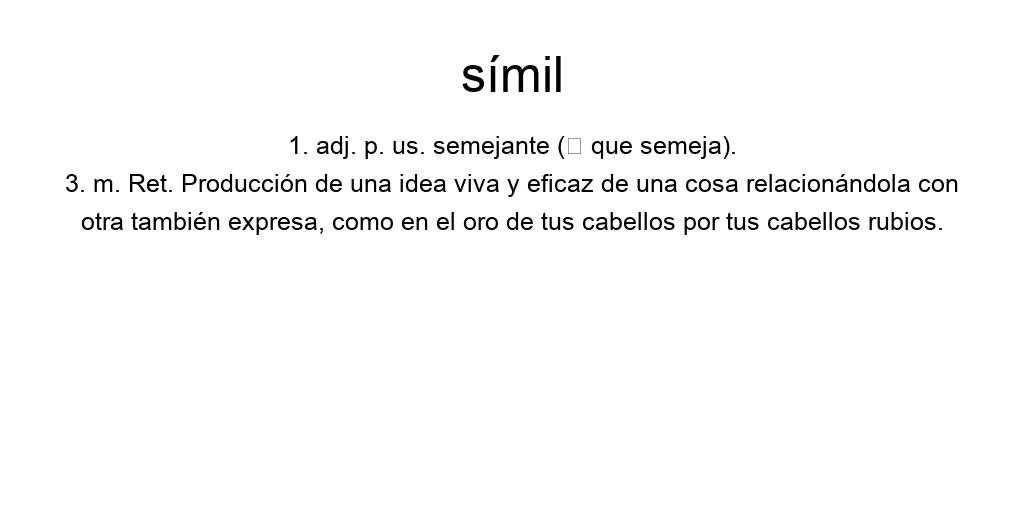 símil
1. adj. p. us. semejante (□ que semeja).
3. m. Ret. Producción de una idea viva y eficaz de una cosa relacionándola con
otra también expresa, como en el oro de tus cabellos por tus cabellos rubios.